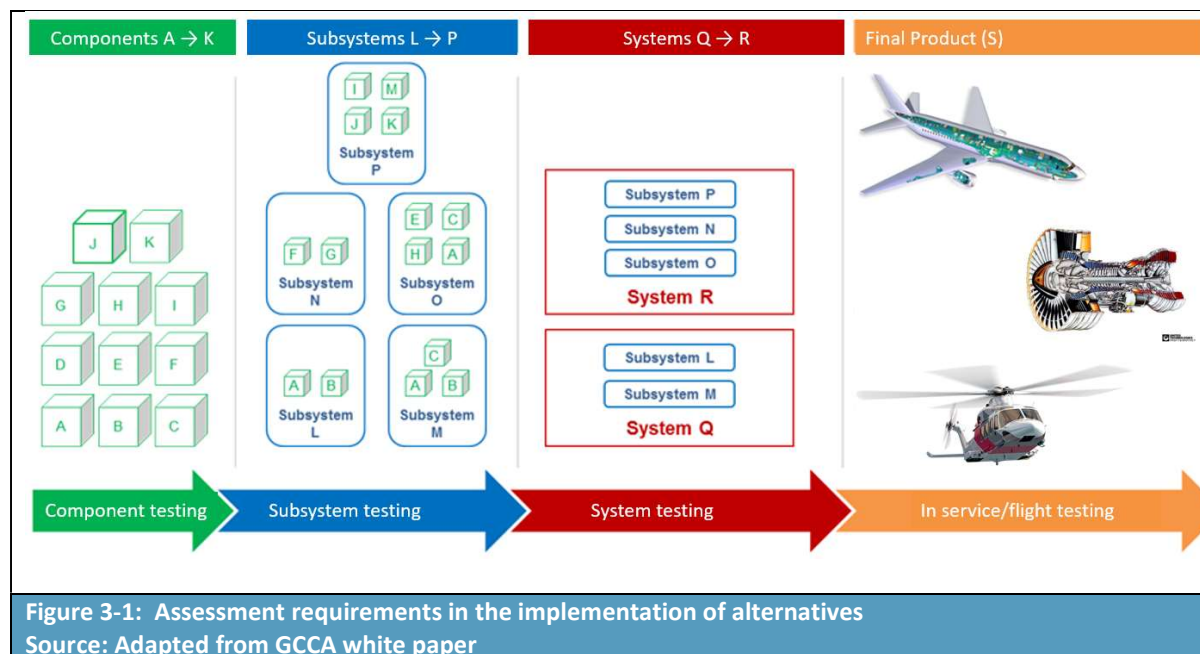 Components A → K
Subsystems L → P
Systems Q → R
Final Product (S)
J
K
G
H
I
D
E
F
A
B
C
I
M
J
K
Subsystem
P
F
G
Subsystem
N
E
C
H
A
Subsystem
O
A
B
Subsystem
L
C
A
B
Subsystem
M
Subsystem P
Subsystem N
Subsystem O
System R
Subsystem L
Subsystem M
System Q
Component testing
Subsystem testing
System testing
In service/flight testing
Figure 3-1: Assessment requirements in the implementation of alternatives
Source: Adapted from GCCA white paper